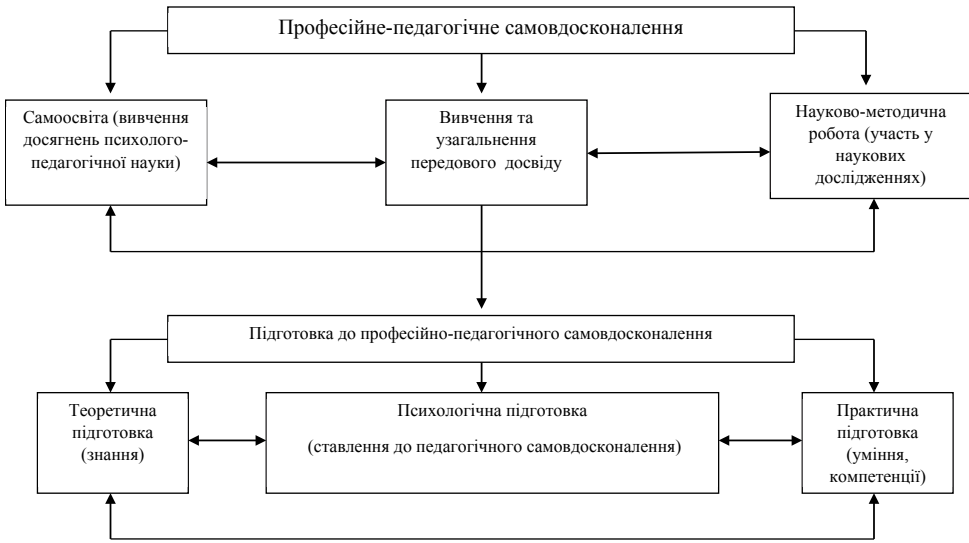 Професійне-педагогічне самовдосконалення
Самоосвіта (вивчення
досягнень психолого-
педагогічної науки)
Вивчення та
узагальнення
передового досвіду
Науково-методична
робота (участь у
наукових
дослідженнях)
Підготовка до професійно-педагогічного самовдосконалення
Теоретична
підготовка
(знання)
Психологічна підготовка
(ставлення до педагогічного самовдосконалення)
Практична
підготовка
(уміння,
компетенції)